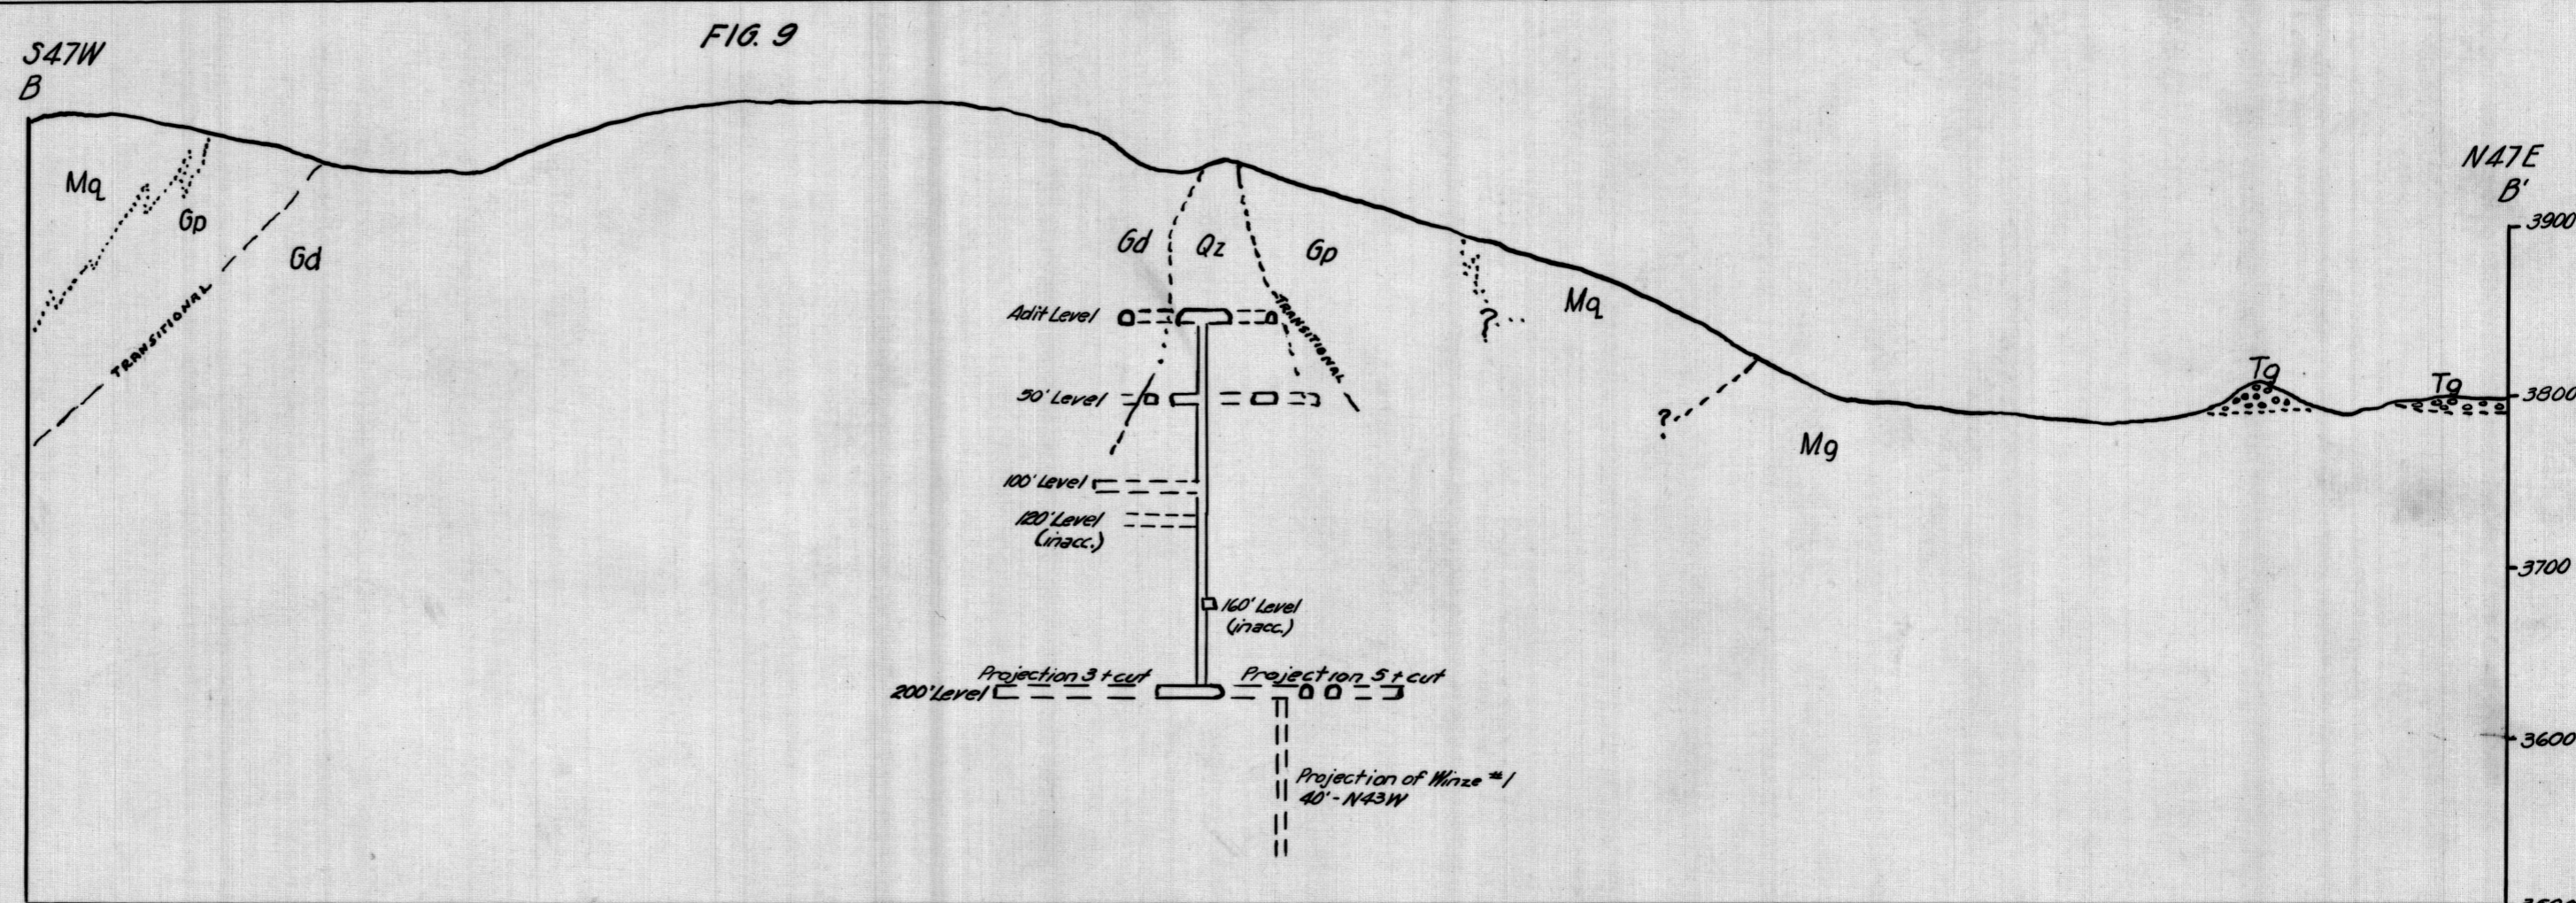 FIG. 9
S47W
B
N47E
B'
3900
3800
3700
3600
Mq
Gp
Gd
TRANSITIONAL
Gd
Qz
Gp
TRANSITIONAL
?
Mq
?
Mg
Tg
Tg
Adit Level
50' Level
100' Level
120' Level
(inacc.)
160' Level
(inacc.)
Projection 3 + cut
Projection 5 + cut
200' Level
Projection of Winze #1
40' - N43W